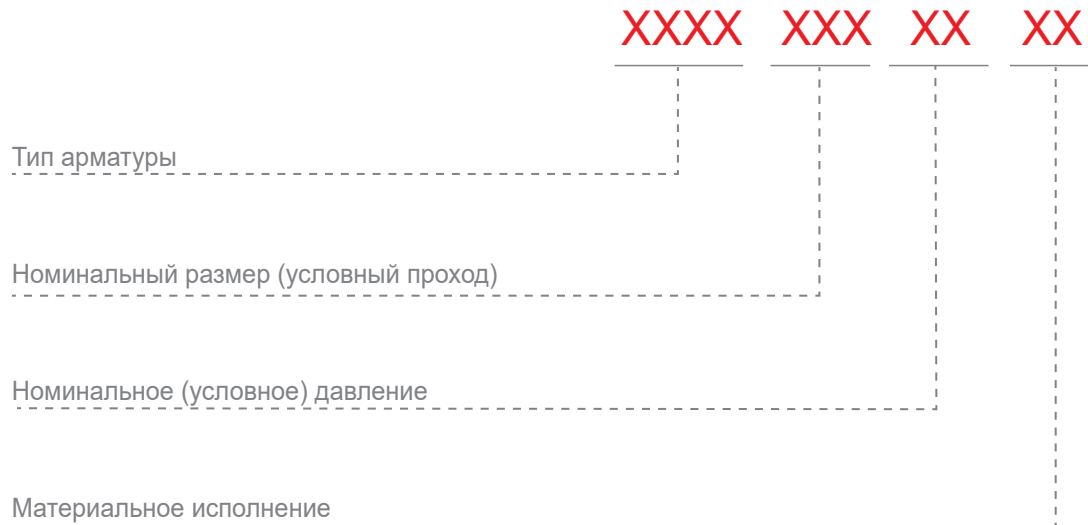 XXXX XXX XX XX
Тип арматуры
Номинальный размер (условный проход)
Номинальное (условное) давление
Материальное исполнение